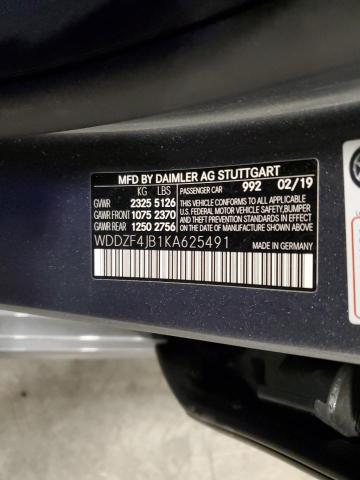 MFD BY DAIMLER AG STUTTGART
KG LBS PASSENGER CAR 992 02/19
GVWR 2325 5126 THIS VEHICLE CONFORMS TO ALL APPLICABLE
GAWR FRONT 1075 2370 U.S. FEDERAL MOTOR VEHICLE SAFETY, BUMPER
GAWR REAR 1250 2756 AND THEFT PREVENTION STANDARDS IN EFFECT
ON THE DATE OF MANUFACTURE SHOWN ABOVE.
WDDZF4JB1KA625491 MADE IN GERMANY